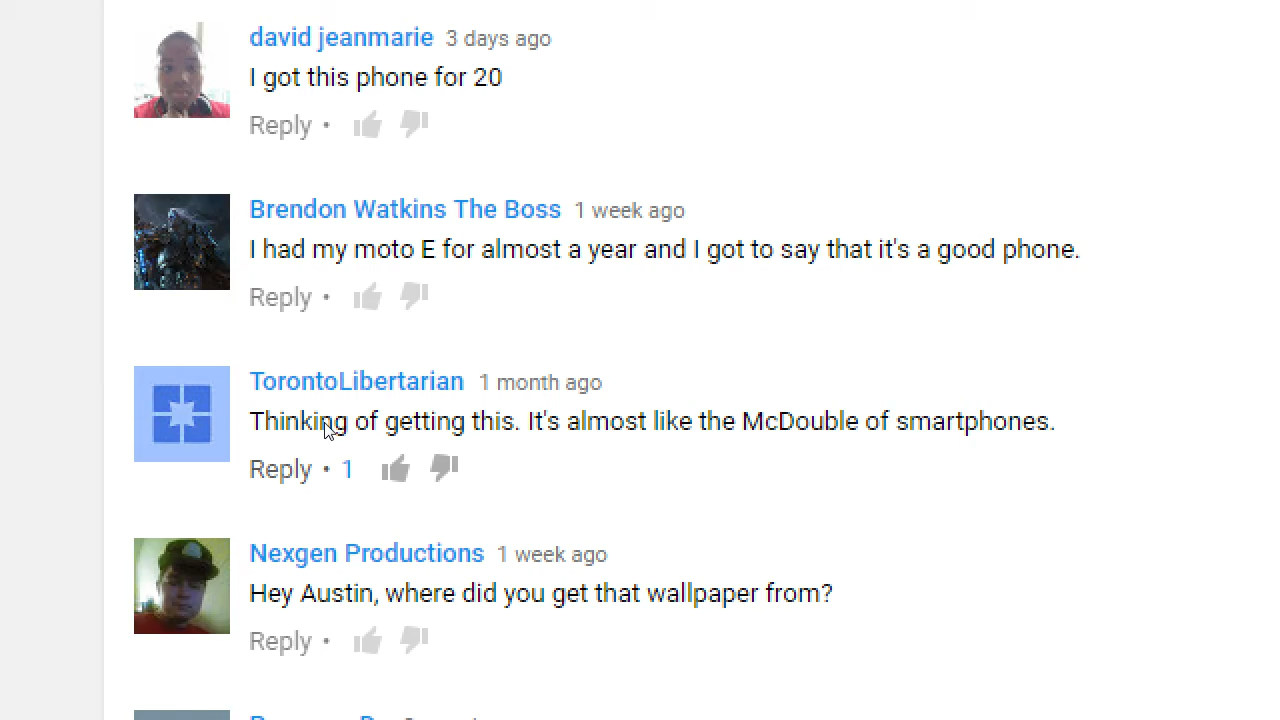 david jeanmarie 3 days ago
I got this phone for 20
Reply •
Brendon Watkins The Boss 1 week ago
I had my moto E for almost a year and I got to say that it's a good phone.
Reply •
TorontoLibertarian 1 month ago
Thinking of getting this. It's almost like the McDouble of smartphones.
Reply • 1
Nexgen Productions 1 week ago
Hey Austin, where did you get that wallpaper from?
Reply •